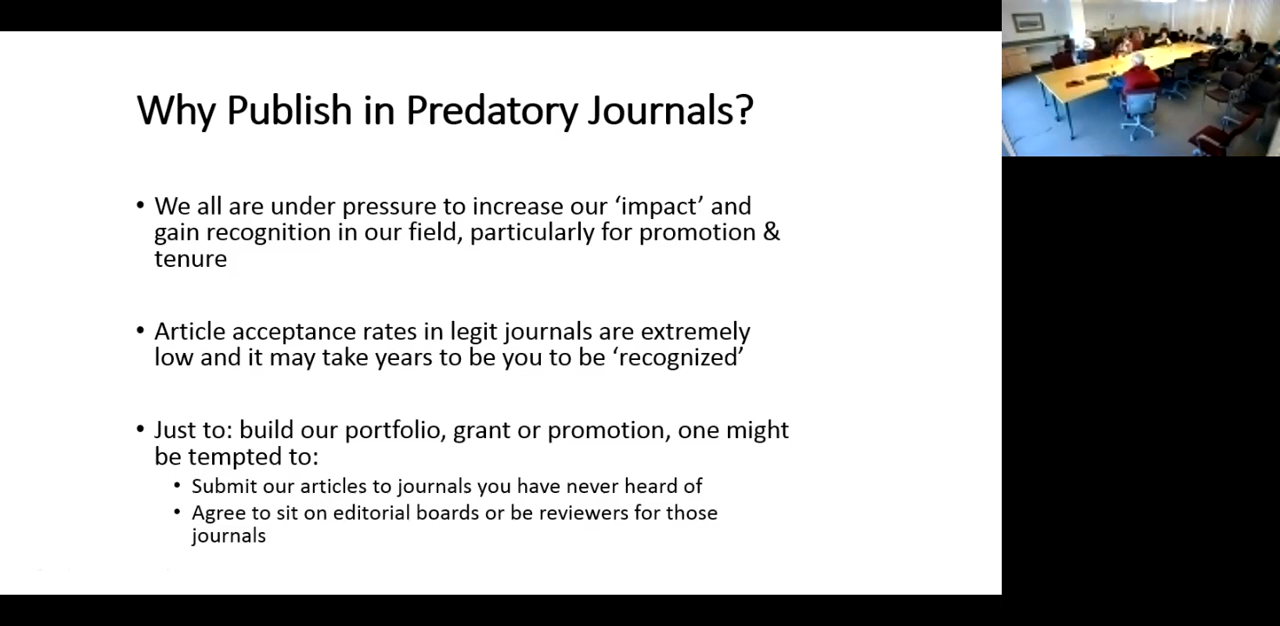 Why Publish in Predatory Journals?
• We all are under pressure to increase our ‘impact’ and
gain recognition in our field, particularly for promotion &
tenure
• Article acceptance rates in legit journals are extremely
low and it may take years to be you to be ‘recognized’
• Just to: build our portfolio, grant or promotion, one might
be tempted to:
• Submit our articles to journals you have never heard of
• Agree to sit on editorial boards or be reviewers for those
journals